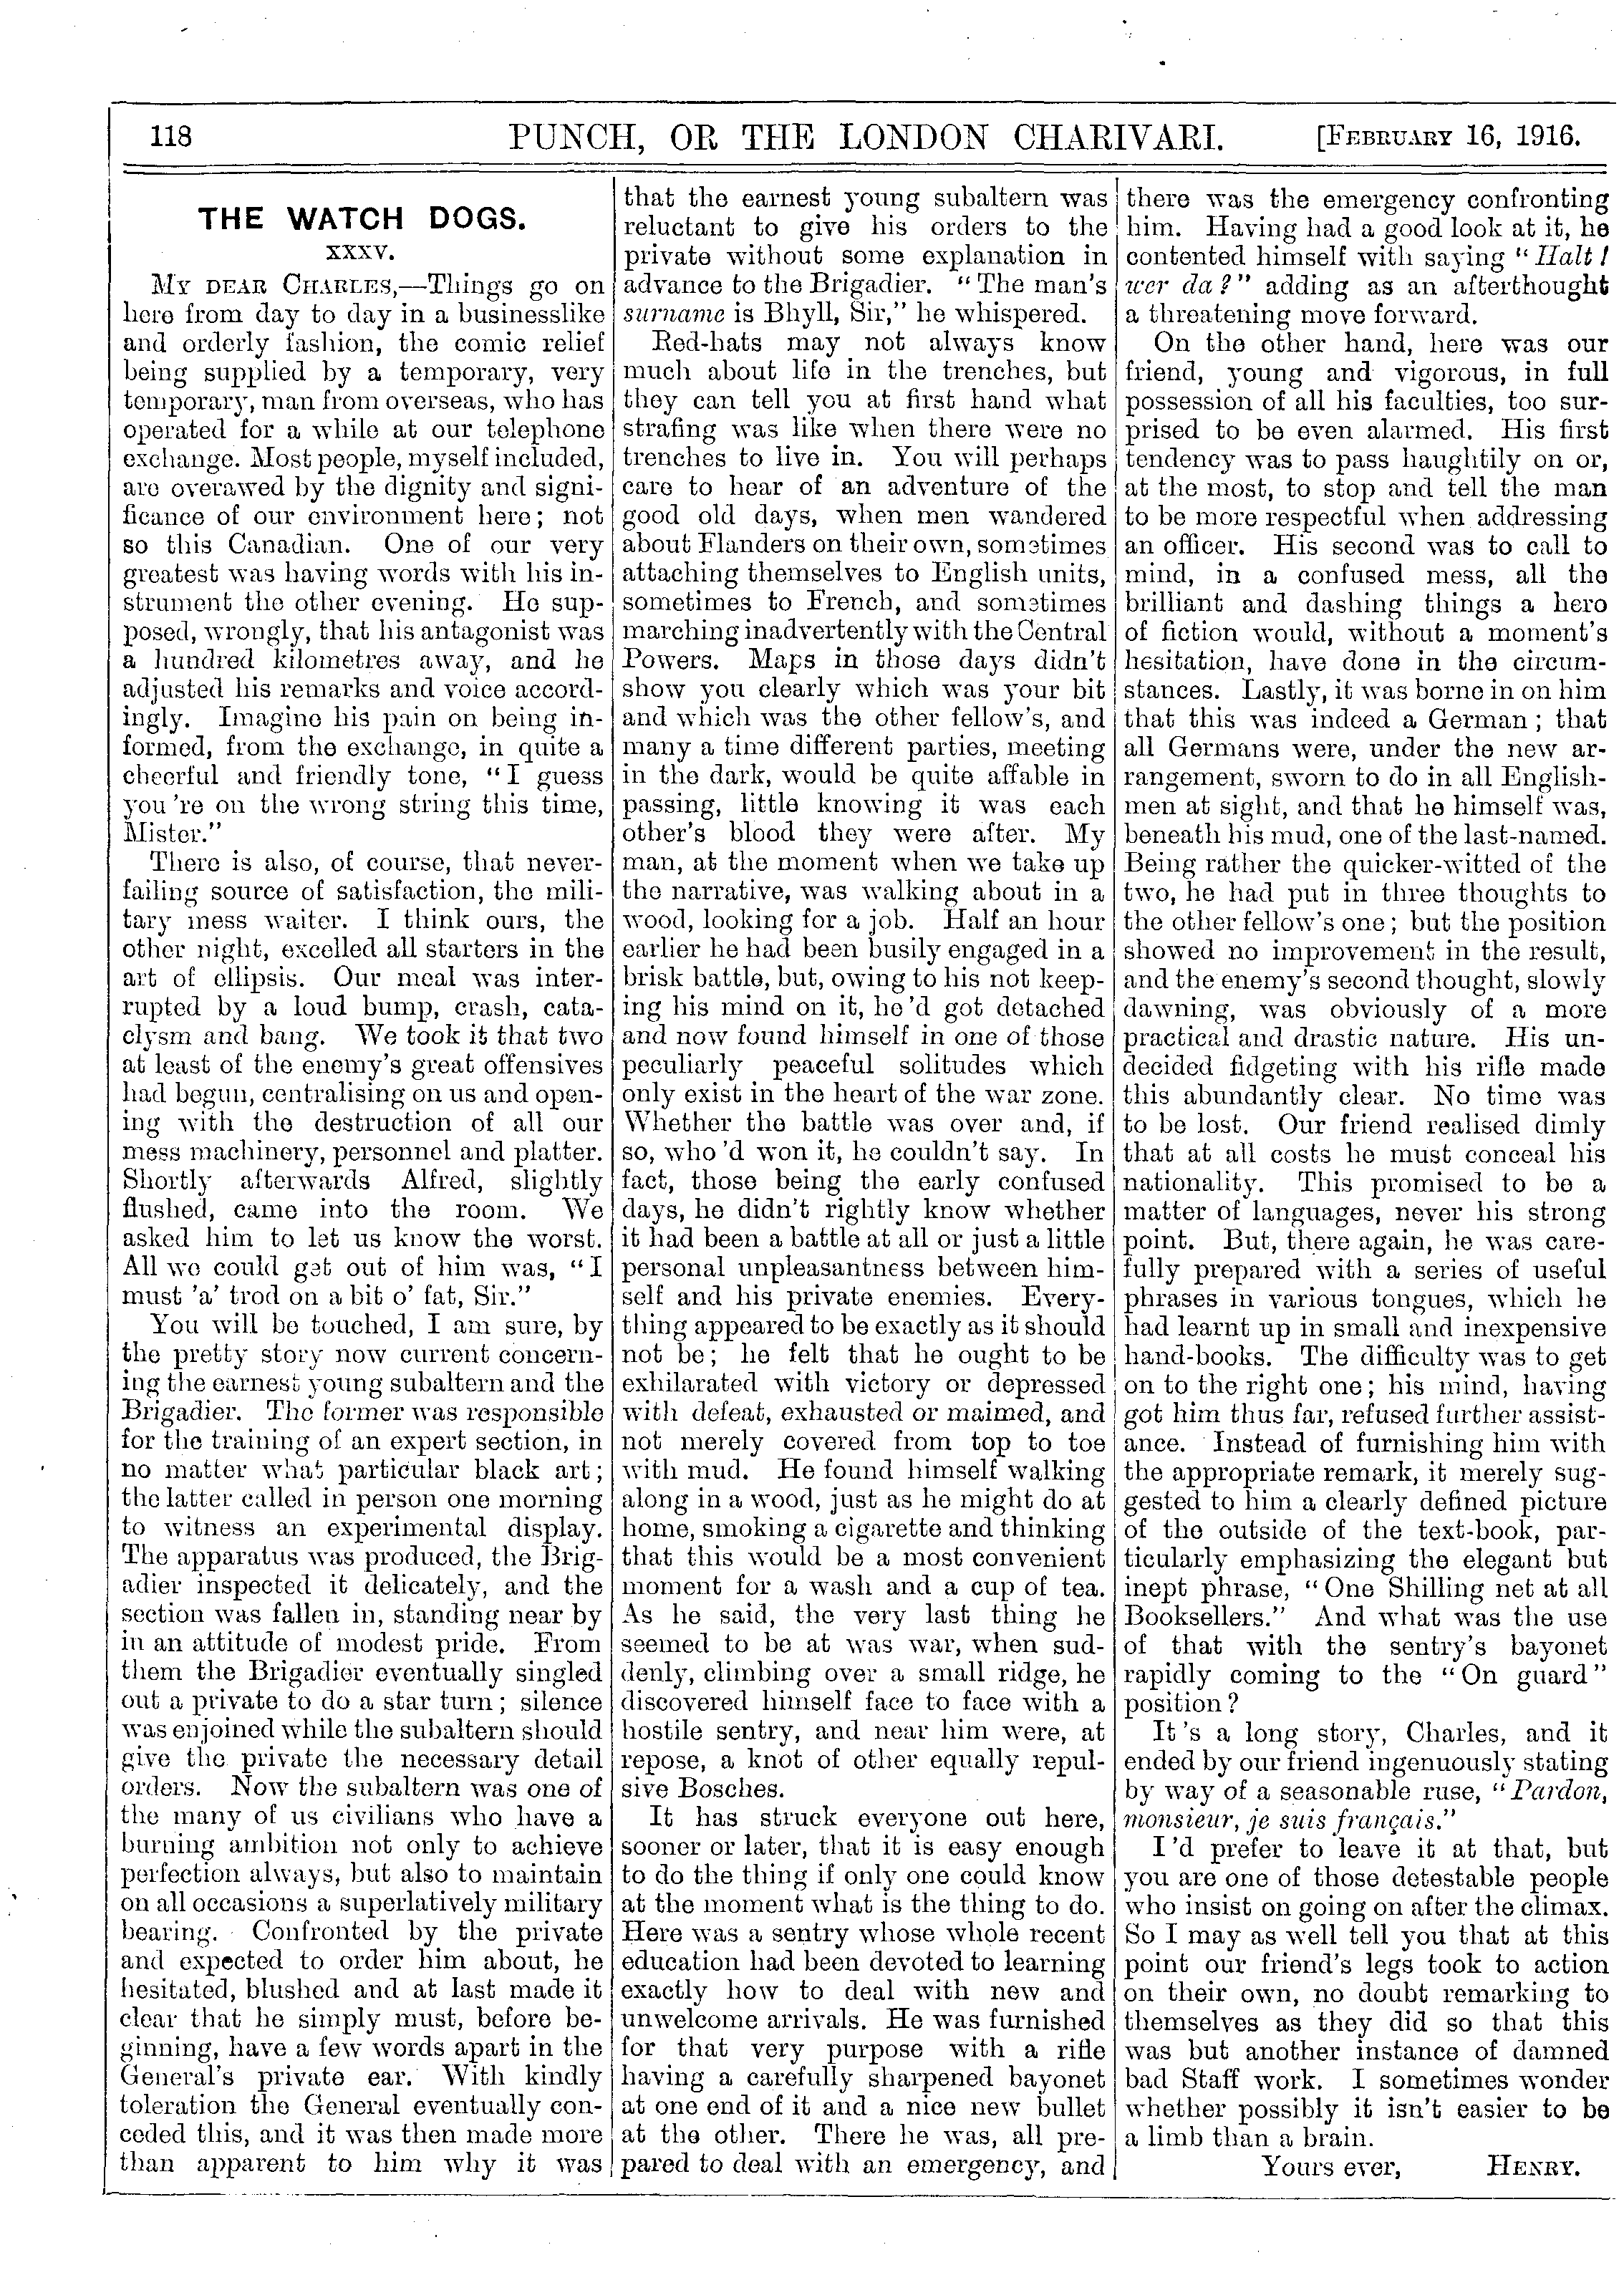 118
PUNCH, OR THE LONDON CHARIVARI.
[FEBRUARY 16, 1916.
THE WATCH DOGS.
XXXV.
MY DEAR CHARLES,—Things go on
here from day to day in a businesslike
and orderly fashion, the comic relief
being supplied by a temporary, very
temporary, man from overseas, who has
operated for a while at our telephone
exchange. Most people, myself included,
are overawed by the dignity and signi-
ficance of our environment here; not
so this Canadian. One of our very
greatest was having words with his in-
strument the other evening. He sup-
posed, wrongly, that his antagonist was
a hundred kilometres away, and he
adjusted his remarks and voice accord-
ingly. Imagine his pain on being in-
formed, from the exchange, in quite a
cheerful and friendly tone, "I guess
you 're on the wrong string this time,
Mister."
There is also, of course, that never-
failing source of satisfaction, the mili-
tary mess waiter. I think ours, the
other night, excelled all starters in the
art of ellipsis. Our meal was inter-
rupted by a loud bump, crash, cata-
clysm and bang. We took it that two
at least of the enemy's great offensives
had begun, centralising on us and open-
ing with the destruction of all our
mess machinery, personnel and platter.
Shortly afterwards Alfred, slightly
flushed, came into the room. We
asked him to let us know the worst.
All we could get out of him was, "I
must 'a' trod on a bit o' fat, Sir."
You will be touched, I am sure, by
the pretty story now current concern-
ing the earnest young subaltern and the
Brigadier. The former was responsible
for the training of an expert section, in
no matter what particular black art;
the latter called in person one morning
to witness an experimental display.
The apparatus was produced, the Brig-
adier inspected it delicately, and the
section was fallen in, standing near by
in an attitude of modest pride. From
them the Brigadier eventually singled
out a private to do a star turn; silence
was enjoined while the subaltern should
give the private the necessary detail
orders. Now the subaltern was one of
the many of us civilians who have a
burning ambition not only to achieve
perfection always, but also to maintain
on all occasions a superlatively military
bearing. Confronted by the private
and expected to order him about, he
hesitated, blushed and at last made it
clear that he simply must, before be-
ginning, have a few words apart in the
General's private ear. With kindly
toleration the General eventually con-
ceded this, and it was then made more
than apparent to him why it was
that the earnest young subaltern was
reluctant to give his orders to the
private without some explanation in
advance to the Brigadier. "The man's
surname is Bhyll, Sir," he whispered.
Red-hats may not always know
much about life in the trenches, but
they can tell you at first hand what
strafing was like when there were no
trenches to live in. You will perhaps
care to hear of an adventure of the
good old days, when men wandered
about Flanders on their own, sometimes
attaching themselves to English units,
sometimes to French, and sometimes
marching inadvertently with the Central
Powers. Maps in those days didn't
show you clearly which was your bit
and which was the other fellow's, and
many a time different parties, meeting
in the dark, would be quite affable in
passing, little knowing it was each
other's blood they were after. My
man, at the moment when we take up
the narrative, was walking about in a
wood, looking for a job. Half an hour
earlier he had been busily engaged in a
brisk battle, but, owing to his not keep-
ing his mind on it, he 'd got detached
and now found himself in one of those
peculiarly peaceful solitudes which
only exist in the heart of the war zone.
Whether the battle was over and, if
so, who 'd won it, he couldn't say. In
fact, those being the early confused
days, he didn't rightly know whether
it had been a battle at all or just a little
personal unpleasantness between him-
self and his private enemies. Every-
thing appeared to be exactly as it should
not be; he felt that he ought to be
exhilarated with victory or depressed
with defeat, exhausted or maimed, and
not merely covered from top to toe
with mud. He found himself walking
along in a wood, just as he might do at
home, smoking a cigarette and thinking
that this would be a most convenient
moment for a wash and a cup of tea.
As he said, the very last thing he
seemed to be at was war, when sud-
denly, climbing over a small ridge, he
discovered himself face to face with a
hostile sentry, and near him were, at
repose, a knot of other equally repul-
sive Bosches.
It has struck everyone out here,
sooner or later, that it is easy enough
to do the thing if only one could know
at the moment what is the thing to do.
Here was a sentry whose whole recent
education had been devoted to learning
exactly how to deal with new and
unwelcome arrivals. He was furnished
for that very purpose with a rifle
having a carefully sharpened bayonet
at one end of it and a nice new bullet
at the other. There he was, all pre-
pared to deal with an emergency, and
there was the emergency confronting
him. Having had a good look at it, he
contented himself with saying "Halt!
wer da?" adding as an afterthought
a threatening move forward.
On the other hand, here was our
friend, young and vigorous, in full
possession of all his faculties, too sur-
prised to be even alarmed. His first
tendency was to pass haughtily on or,
at the most, to stop and tell the man
to be more respectful when addressing
an officer. His second was to call to
mind, in a confused mess, all the
brilliant and dashing things a hero
of fiction would, without a moment's
hesitation, have done in the circum-
stances. Lastly, it was borne in on him
that this was indeed a German; that
all Germans were, under the new ar-
rangement, sworn to do in all English-
men at sight, and that he himself was,
beneath his mud, one of the last-named.
Being rather the quicker-witted of the
two, he had put in three thoughts to
the other fellow's one; but the position
showed no improvement in the result,
and the enemy's second thought, slowly
dawning, was obviously of a more
practical and drastic nature. His un-
decided fidgeting with his rifle made
this abundantly clear. No time was
to be lost. Our friend realised dimly
that at all costs he must conceal his
nationality. This promised to be a
matter of languages, never his strong
point. But, there again, he was care-
fully prepared with a series of useful
phrases in various tongues, which he
had learnt up in small and inexpensive
hand-books. The difficulty was to get
on to the right one; his mind, having
got him thus far, refused further assist-
ance. Instead of furnishing him with
the appropriate remark, it merely sug-
gested to him a clearly defined picture
of the outside of the text-book, par-
ticularly emphasizing the elegant but
inept phrase, "One Shilling net at all
Booksellers." And what was the use
of that with the sentry's bayonet
rapidly coming to the "On guard"
position?
It 's a long story, Charles, and it
ended by our friend ingenuously stating
by way of a seasonable ruse, "Pardon,
monsieur, je suis français."
I 'd prefer to leave it at that, but
you are one of those detestable people
who insist on going on after the climax.
So I may as well tell you that at this
point our friend's legs took to action
on their own, no doubt remarking to
themselves as they did so that this
was but another instance of damned
bad Staff work. I sometimes wonder
whether possibly it isn't easier to be
a limb than a brain.
Yours ever, HENRY.